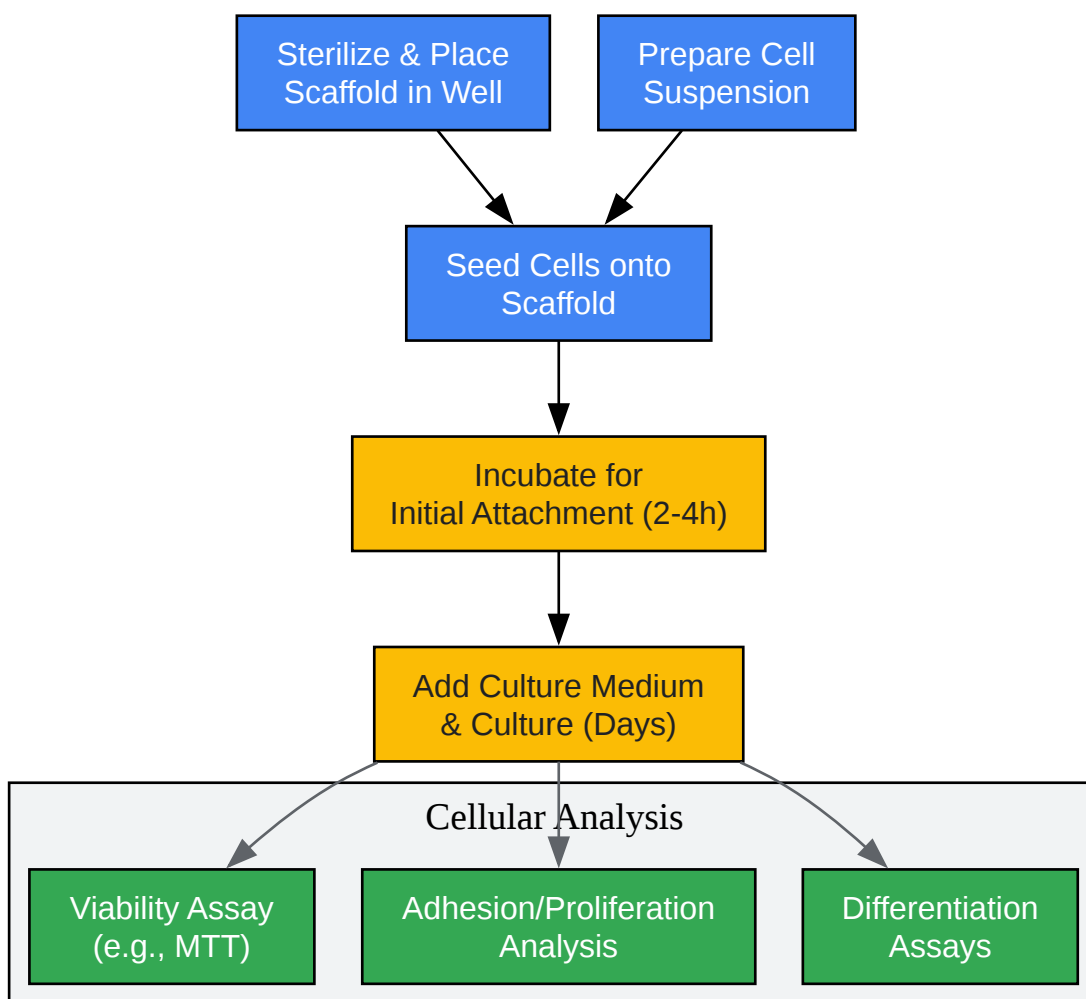 Sterilize & Place
Scaffold in Well
Prepare Cell
Suspension
Seed Cells onto
Scaffold
Incubate for
Initial Attachment (2-4h)
Add Culture Medium
& Culture (Days)
Cellular Analysis
Viability Assay
(e.g., MTT)
Adhesion/Proliferation
Analysis
Differentiation
Assays